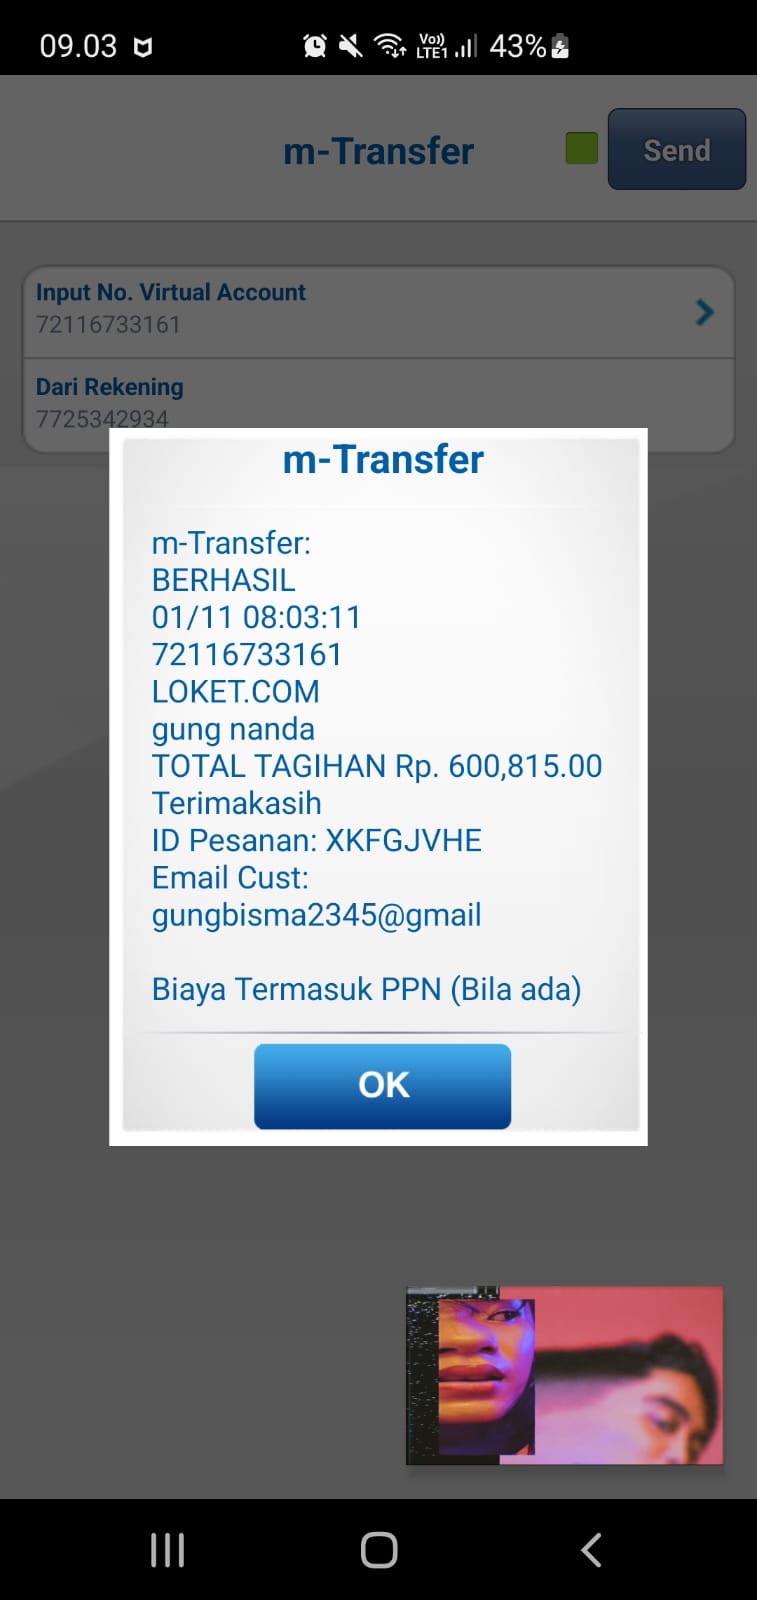 09.03
Vo))
LTE1
43%
m-Transfer
Send
Input No. Virtual Account
72116733161
Dari Rekening
7725342934
m-Transfer
m-Transfer:
BERHASIL
01/11 08:03:11
72116733161
LOKET.COM
gung nanda
TOTAL TAGIHAN Rp. 600,815.00
Terimakasih
ID Pesanan: XKFGJVHE
Email Cust:
gungbisma2345@gmail
Biaya Termasuk PPN (Bila ada)
OK